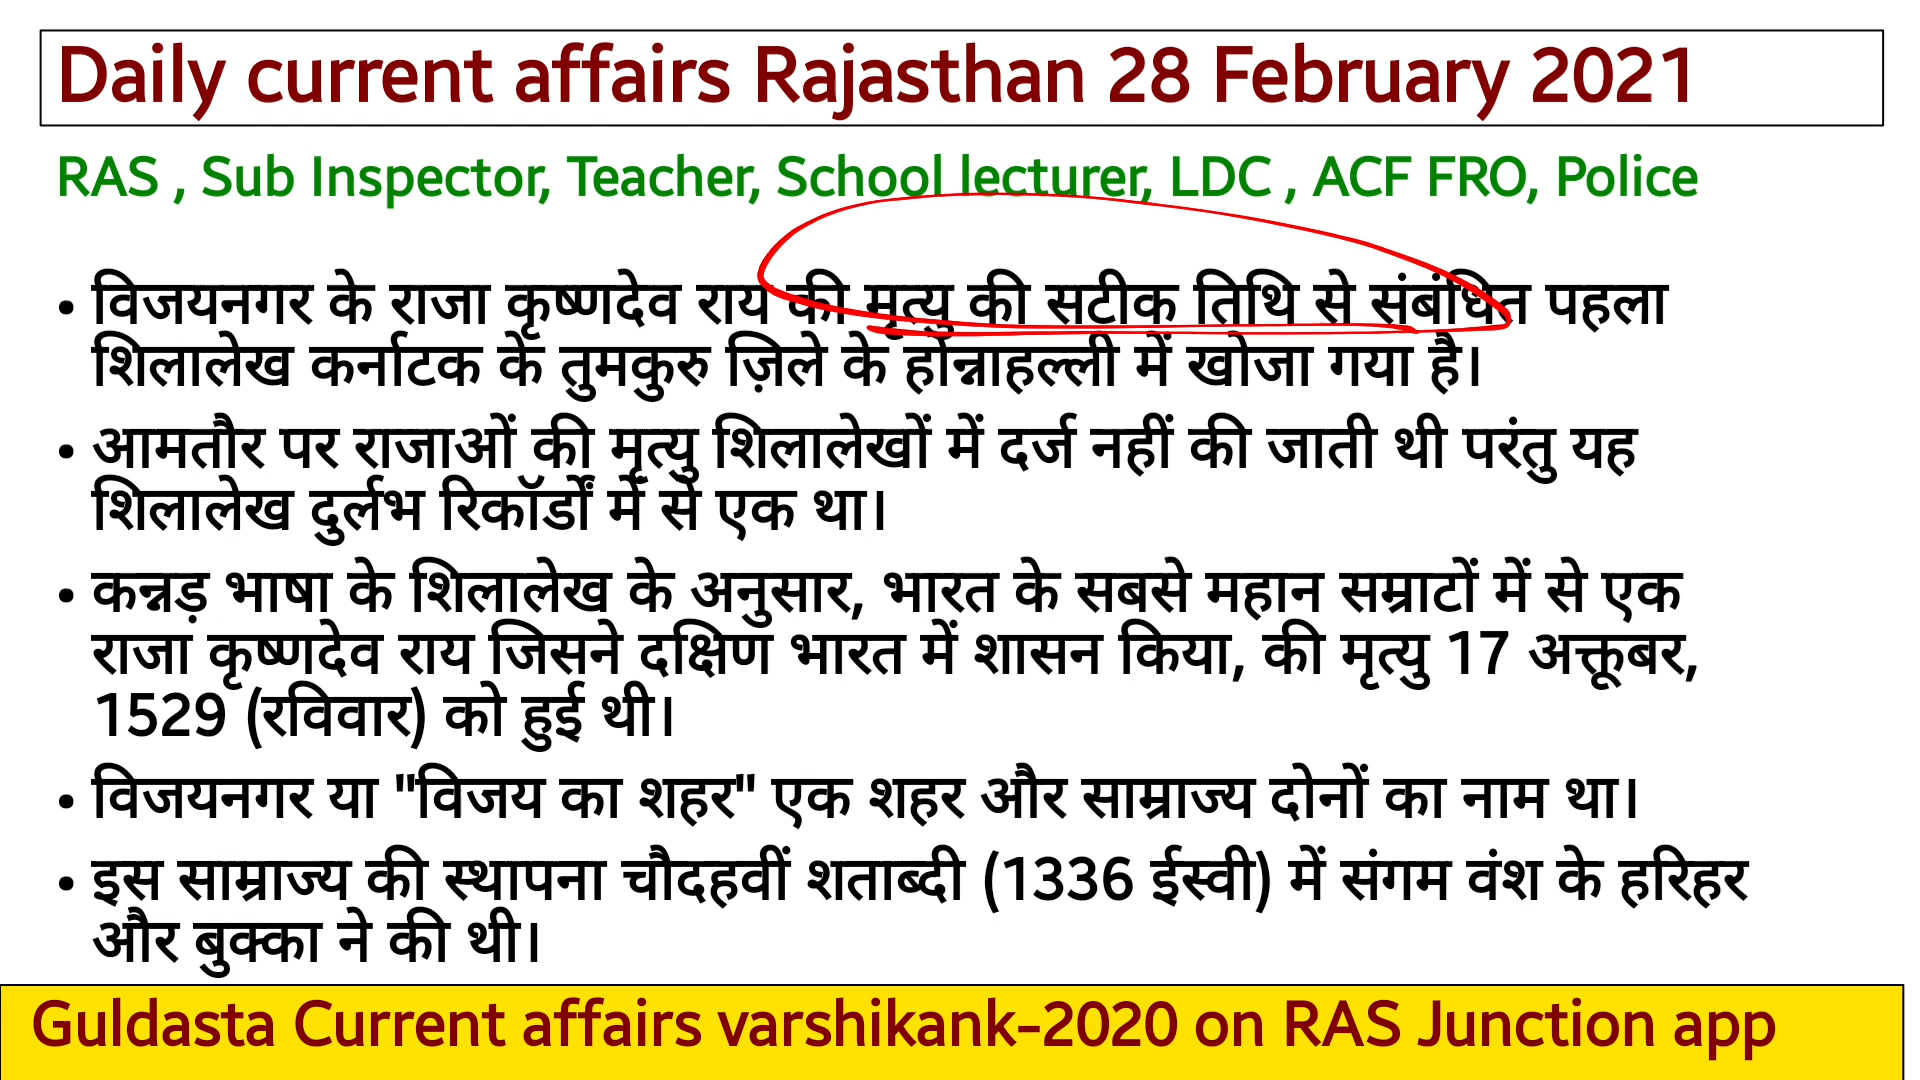 Daily current affairs Rajasthan 28 February 2021
RAS , Sub Inspector, Teacher, School lecturer, LDC , ACF FRO, Police
• विजयनगर के राजा कृष्णदेव राय की मृत्यु की सटीक तिथि से संबंधित पहला
शिलालेख कर्नाटक के तुमकुरु ज़िले के होन्नाहल्ली में खोजा गया है।
• आमतौर पर राजाओं की मृत्यु शिलालेखों में दर्ज नहीं की जाती थी परंतु यह
शिलालेख दुर्लभ रिकॉर्डों में से एक था।
• कन्नड़ भाषा के शिलालेख के अनुसार, भारत के सबसे महान सम्राटों में से एक
राजा कृष्णदेव राय जिसने दक्षिण भारत में शासन किया, की मृत्यु 17 अक्तूबर,
1529 (रविवार) को हुई थी।
• विजयनगर या "विजय का शहर" एक शहर और साम्राज्य दोनों का नाम था।
• इस साम्राज्य की स्थापना चौदहवीं शताब्दी (1336 ईस्वी) में संगम वंश के हरिहर
और बुक्का ने की थी।
Guldasta Current affairs varshikank-2020 on RAS Junction app